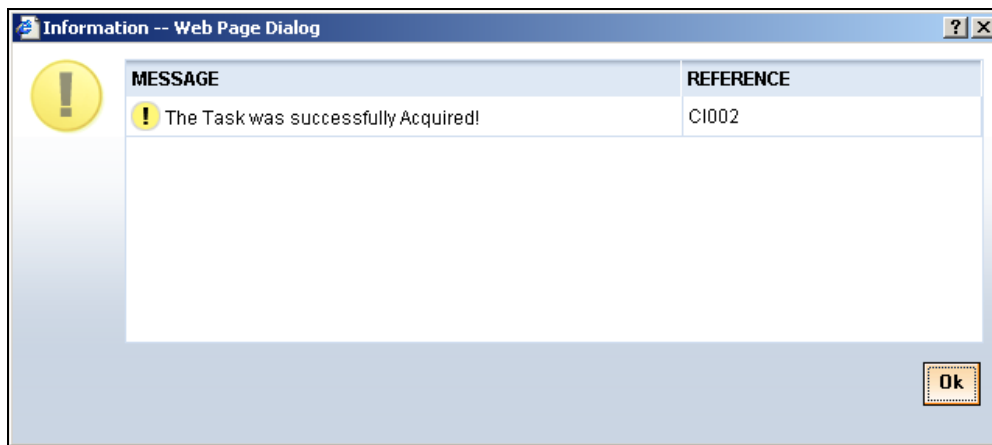 Information -- Web Page Dialog
MESSAGE REFERENCE
The Task was successfully Acquired! CI002
Ok